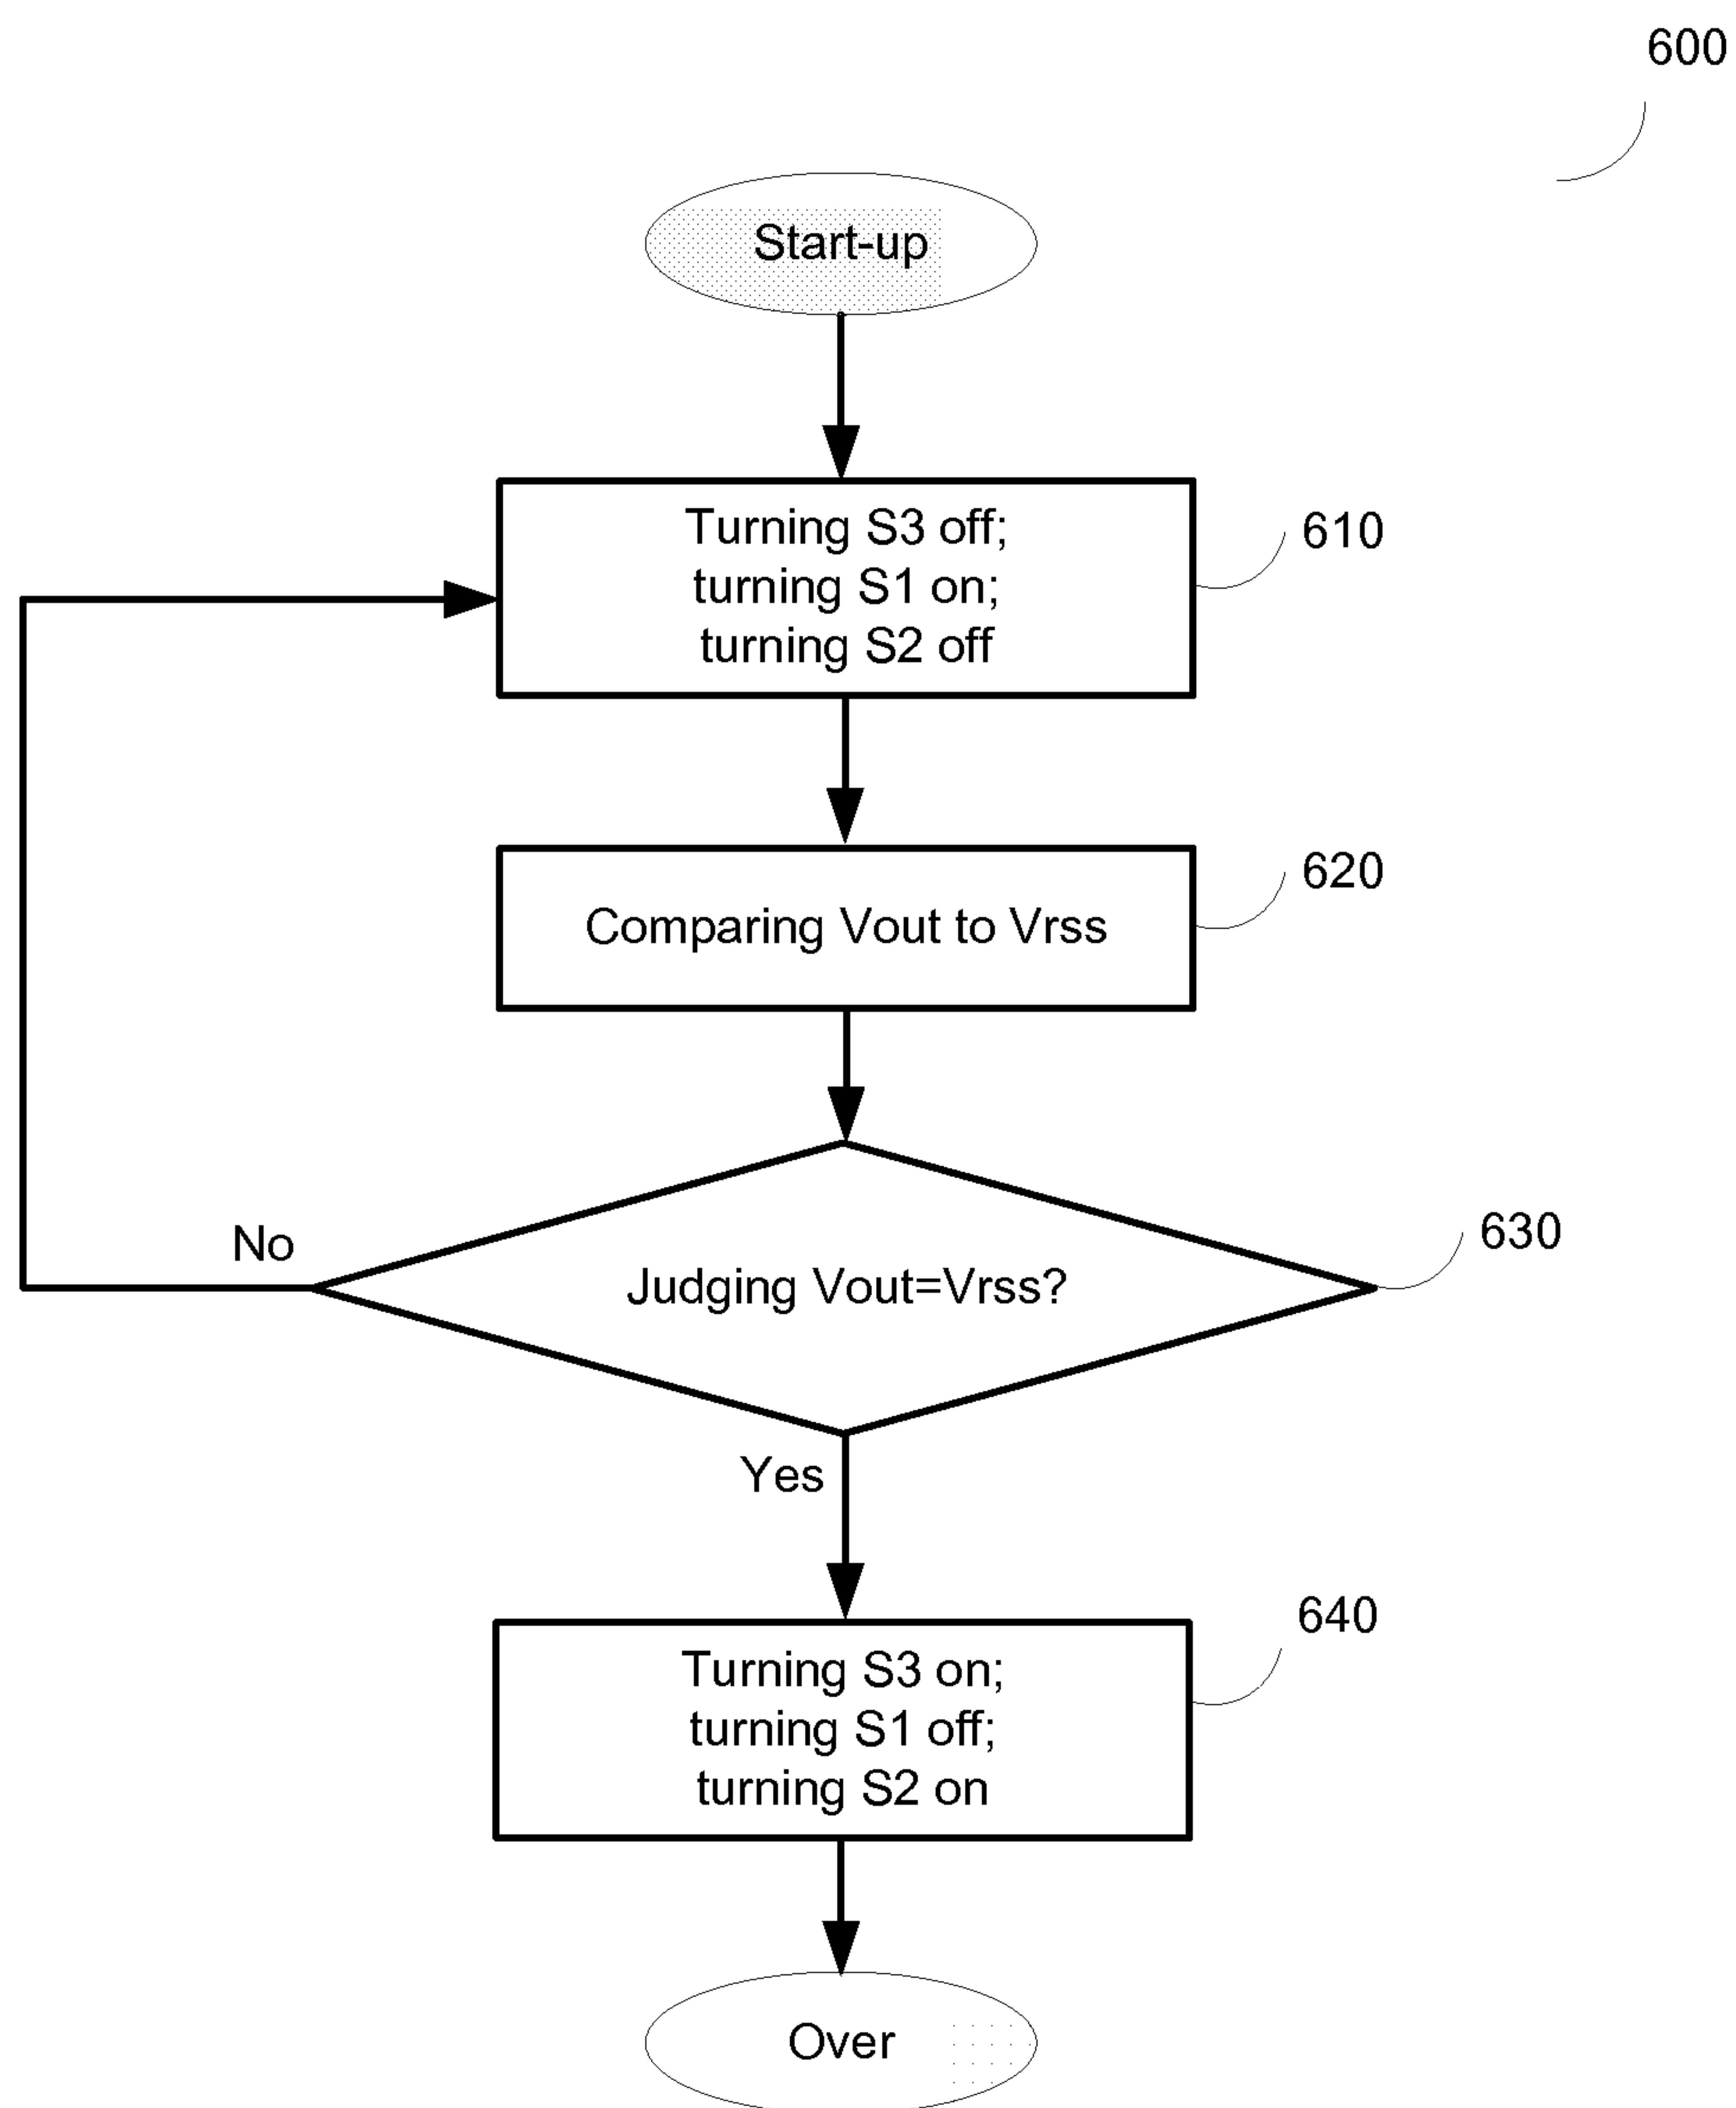 600
Start-up
Turning S3 off;
turning S1 on;
turning S2 off
610
Comparing Vout to Vrss
620
Judging Vout=Vrss?
630
No
Yes
Turning S3 on;
turning S1 off;
turning S2 on
640
Over